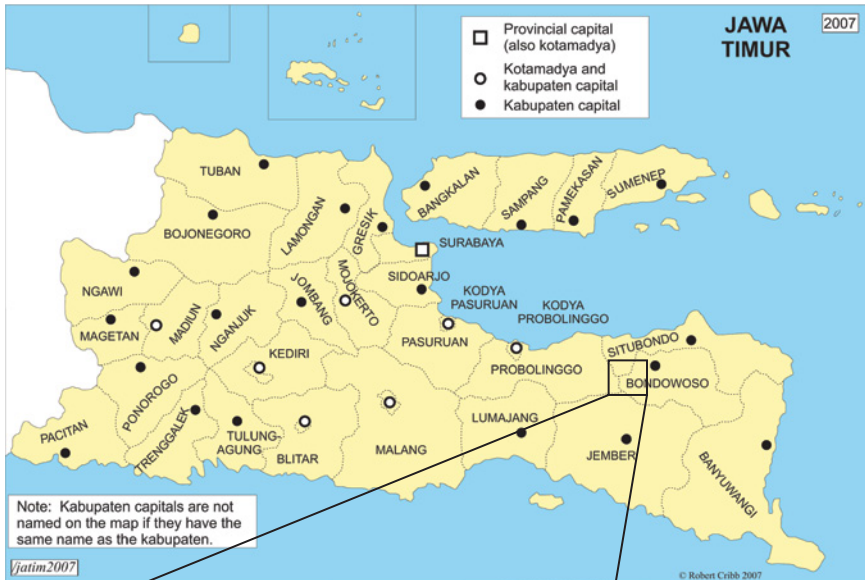 JAWA
TIMUR
2007
Provincial capital
(also kotamadya)
Kotamadya and
kabupaten capital
Kabupaten capital
TUBAN
LAMONGAN
GRESIK
BANGKALAN
SAMPANG
PAMEKASAN
SUMENEP
BOJONEGORO
SURABAYA
SIDOARJO
NGAWI
MAGETAN
MADIUN
NGANJUK
JOMBANG
MOJOKERTO
KODYA
PASURUAN
KODYA
PROBOLINGGO
PASURUAN
SITUBONDO
KEDIRI
PROBOLINGGO
BONDOWOSO
PONOROGO
PACITAN
TRENGGALEK
TULUNG-
AGUNG
BLITAR
MALANG
LUMAJANG
JEMBER
BANYUWANGI
Note: Kabupaten capitals are not
named on the map if they have the
same name as the kabupaten.
/jatim2007
© Robert Cribb 2007